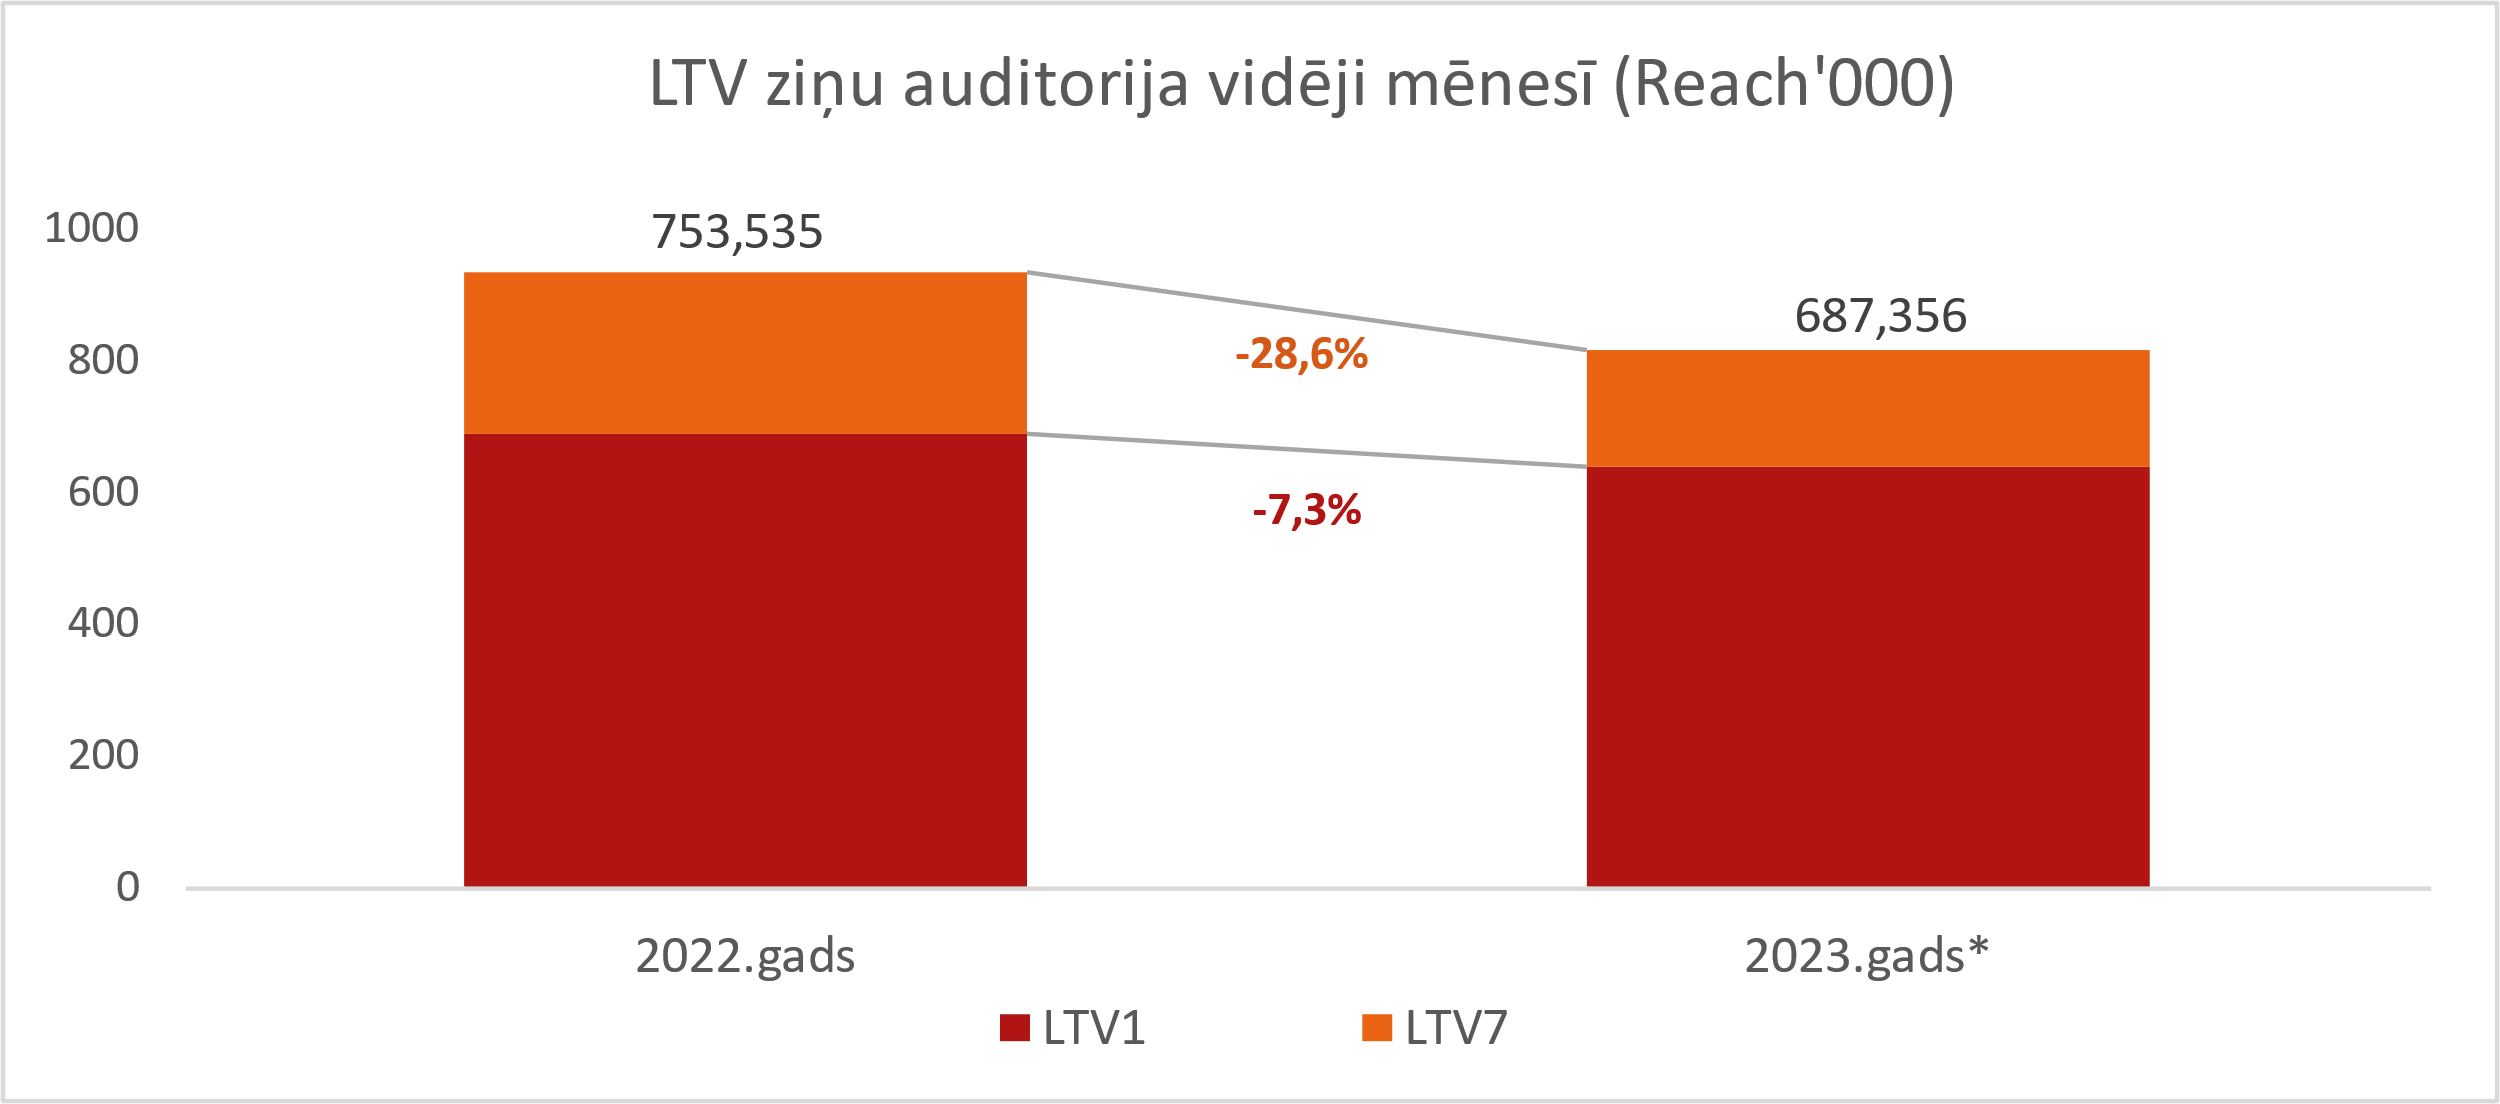 LTV ziņu auditorija vidēji mēnesī (Reach'000)
1000
800
600
400
200
0
753,535
687,356
-28,6%
-7,3%
2022.gads
2023.gads*
LTV1
LTV7